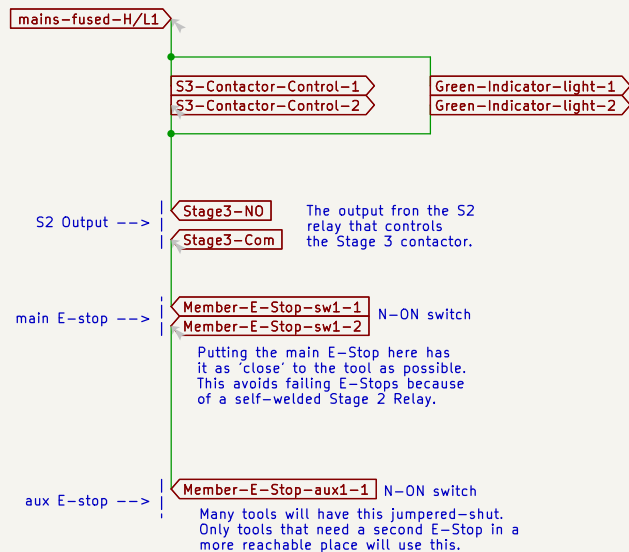 mains-fused-H/L1
S3-Contactor-Control-1
Green-Indicator-light-1
S3-Contactor-Control-2
Green-Indicator-light-2
S2 Output -->
Stage3-NO
Stage3-Com
The output fron the S2
relay that controls
the Stage 3 contactor.
main E-stop -->
Member-E-Stop-sw1-1
Member-E-Stop-sw1-2
N-ON switch
Putting the main E-Stop here has
it as 'close' to the tool as possible.
This avoids failing E-Stops because
of a self-welded Stage 2 Relay.
aux E-stop -->
Member-E-Stop-aux1-1
N-ON switch
Many tools will have this jumpered-shut.
Only tools that need a second E-Stop in a
more reachable place will use this.